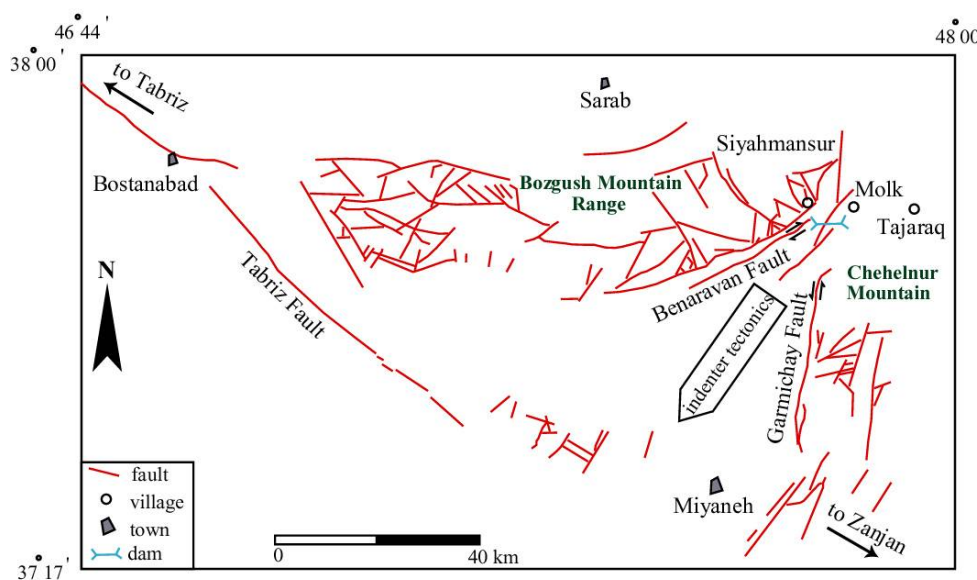 46 44'
48 00'
38 00'
to Tabriz
Sarab
Siyahmansur
Bostanabad
Bozgush Mountain
Range
Molk
Tajaraq
Benaravan Fault
Chehelnur
Mountain
N
Tabriz Fault
indenter tectonics
Garmichay Fault
fault
village
town
dam
Miyaneh
to Zanjan
0
40 km
37 17'